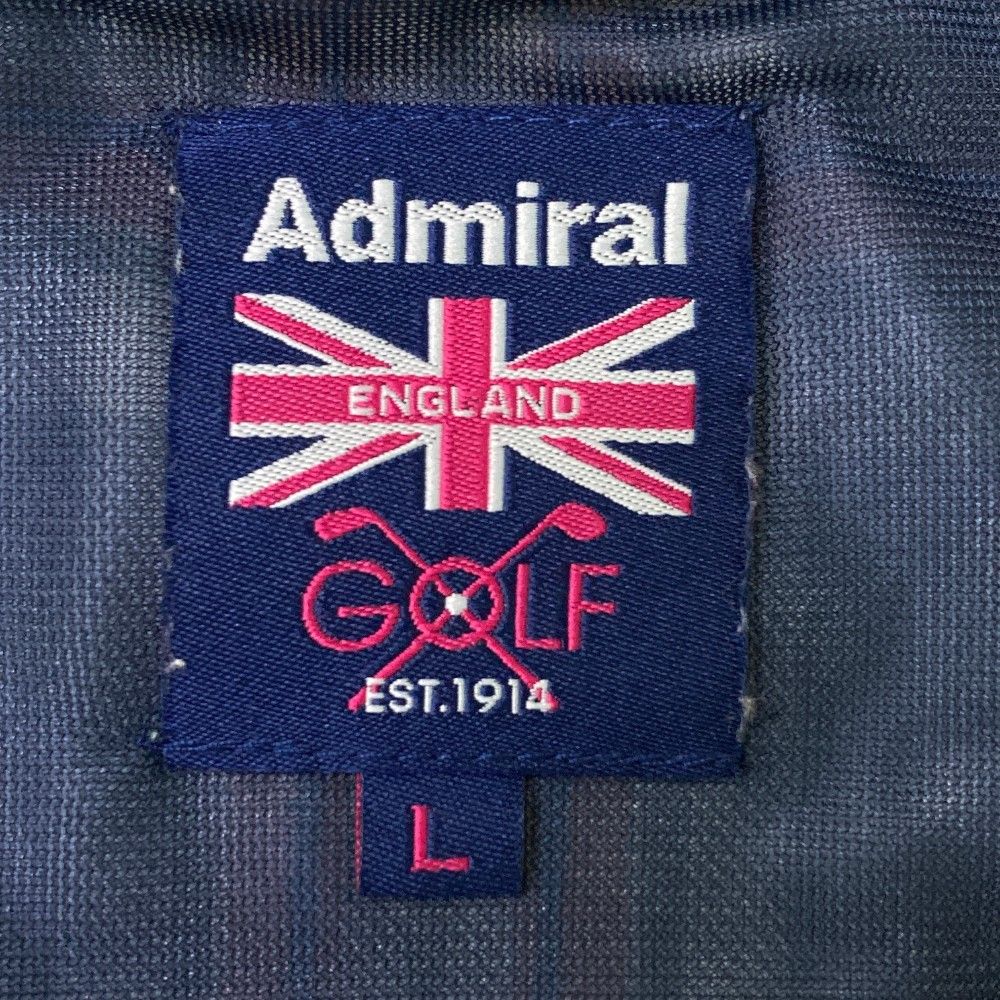 Admiral
ENGLAND
GOLF
EST.1914
L